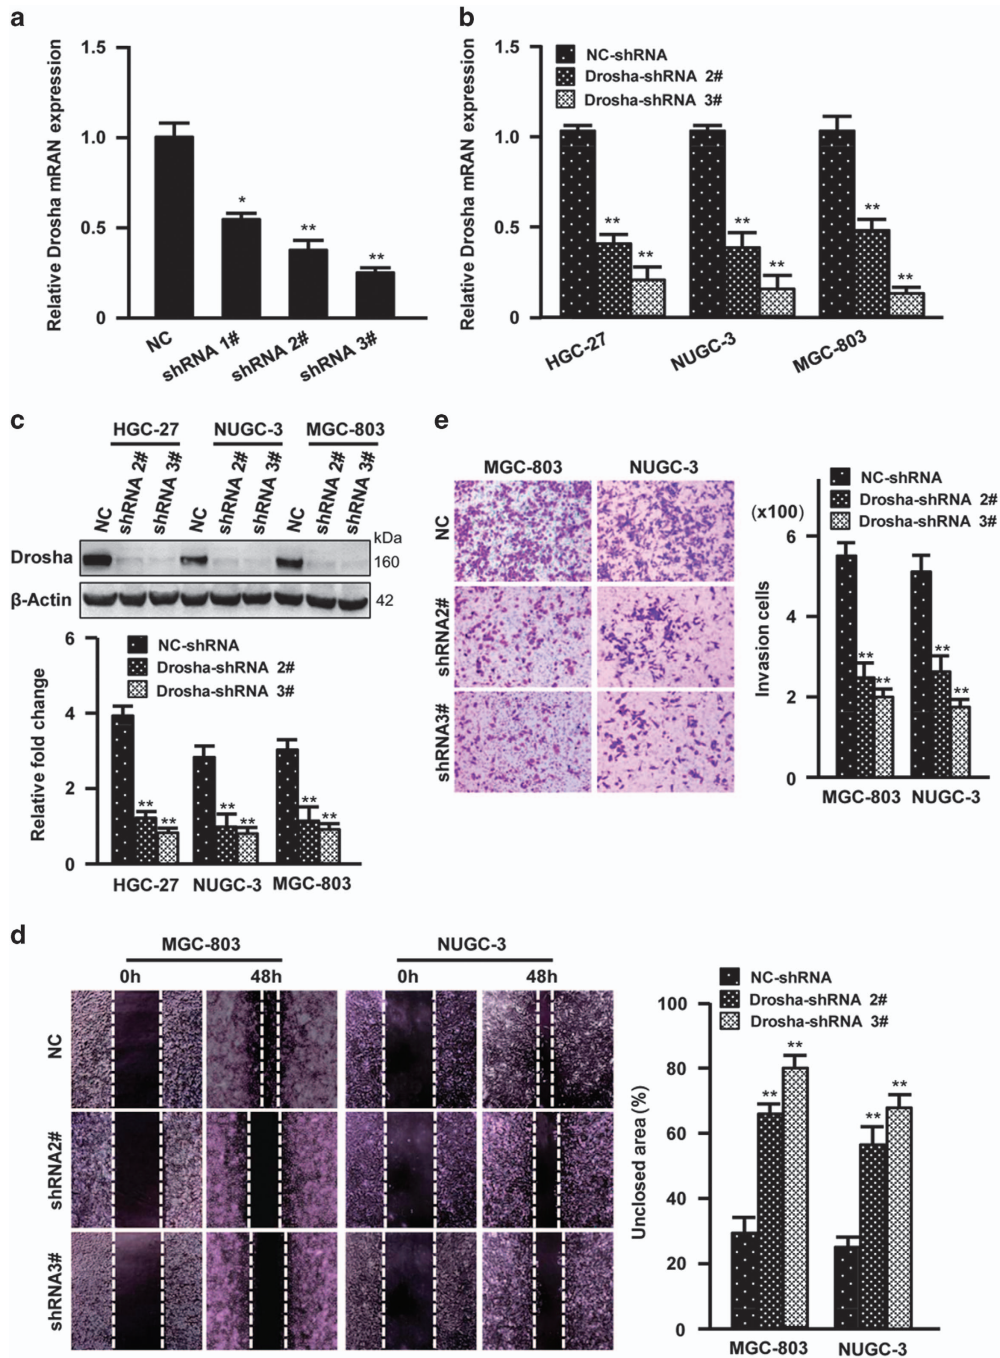 a
Relative Drosha mRAN expression
1.5
1.0
0.5
0
*
**
**
NC
shRNA 1#
shRNA 2#
shRNA 3#
b
Relative Drosha mRAN expression
1.5
1.0
0.5
0
NC-shRNA
Drosha-shRNA 2#
Drosha-shRNA 3#
**
**
**
**
**
**
HGC-27
NUGC-3
MGC-803
c
HGC-27
NUGC-3
MGC-803
NC
shRNA 2#
shRNA 3#
NC
shRNA 2#
shRNA 3#
NC
shRNA 2#
shRNA 3#
kDa
Drosha
160
β-Actin
42
Relative fold change
6
4
2
0
NC-shRNA
Drosha-shRNA 2#
Drosha-shRNA 3#
**
**
**
**
**
**
HGC-27
NUGC-3
MGC-803
e
MGC-803
NUGC-3
NC
shRNA2#
shRNA3#
NC-shRNA
Drosha-shRNA 2#
Drosha-shRNA 3#
(x100)
Invasion cells
6
4
2
0
**
**
**
**
MGC-803
NUGC-3
d
MGC-803
NUGC-3
0h
48h
0h
48h
NC
shRNA2#
shRNA3#
NC-shRNA
Drosha-shRNA 2#
Drosha-shRNA 3#
Unclosed area (%)
100
80
60
40
20
0
**
**
**
**
MGC-803
NUGC-3